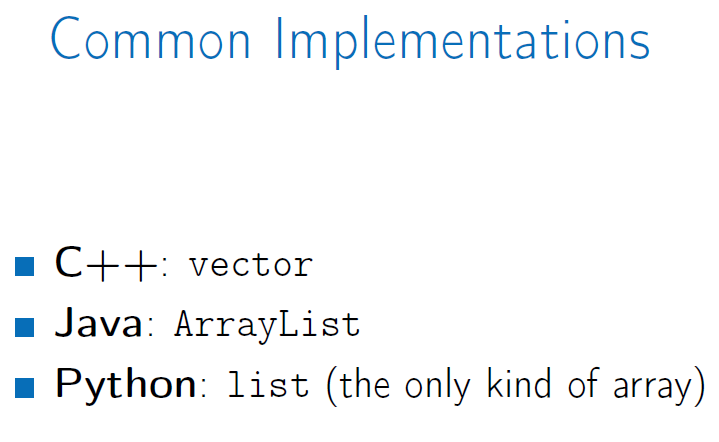 Common Implementations
C++: vector
Java: ArrayList
Python: list (the only kind of array)